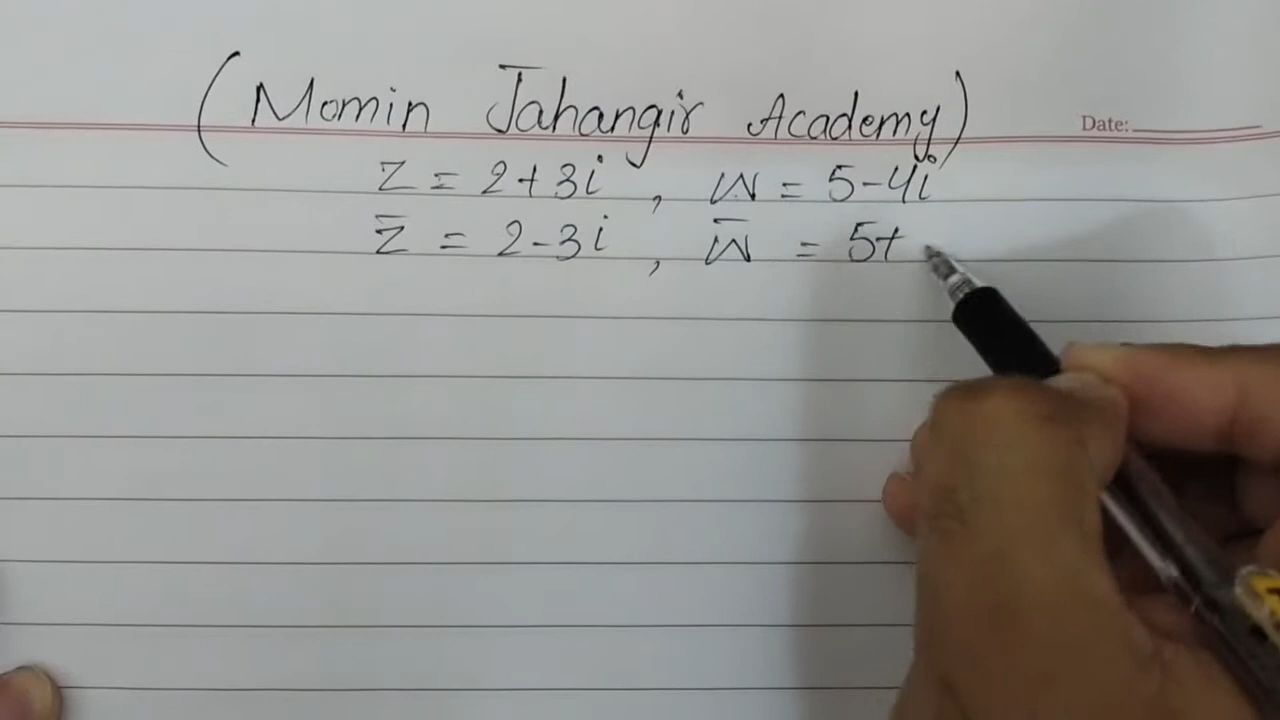 (Momin Jahangir Academy)
Date:
Z = 2+3i , W = 5-4i
Z̅ = 2-3i , W̅ = 5+